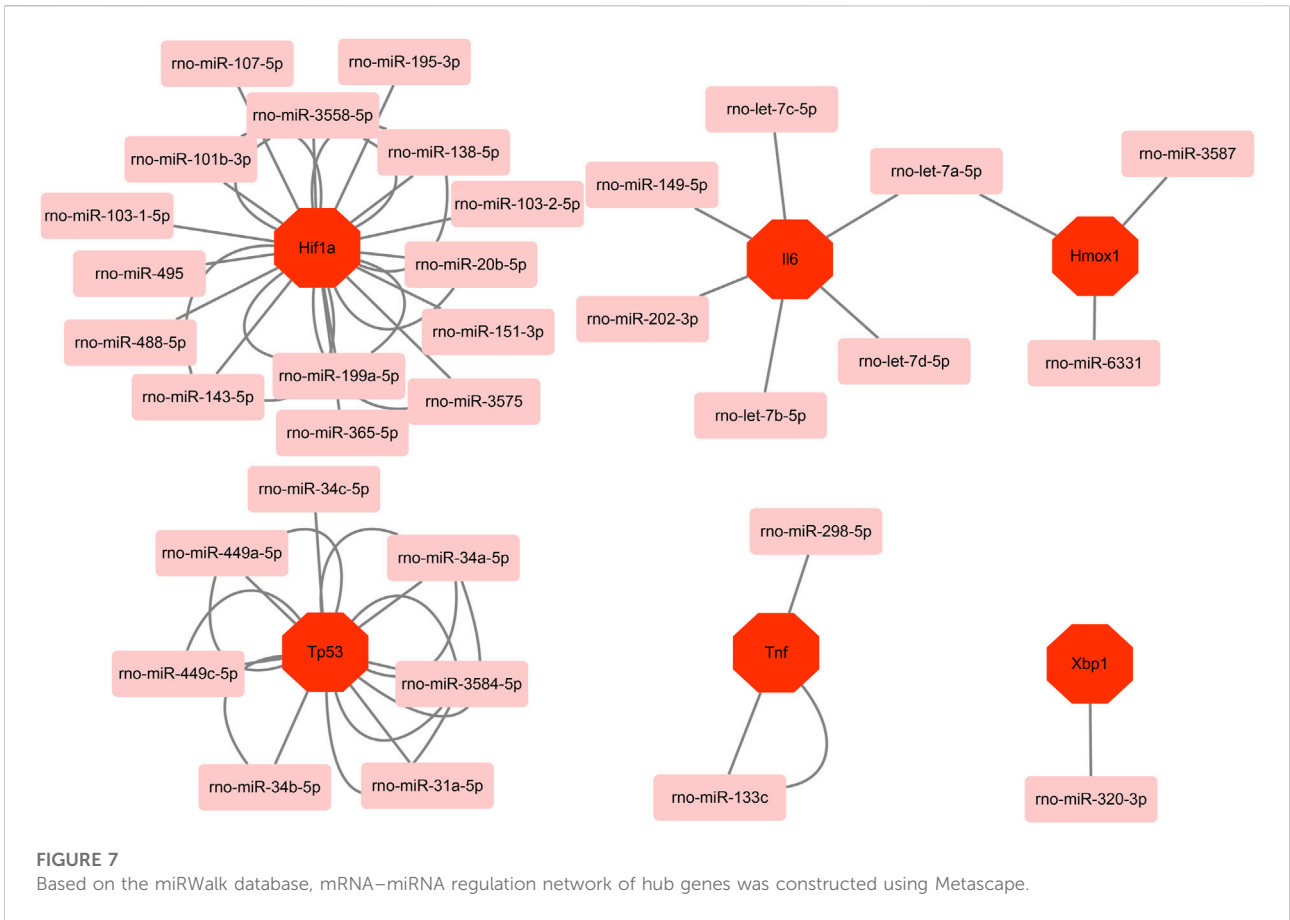 rno-miR-107-5p
rno-miR-195-3p
rno-miR-3558-5p
rno-miR-101b-3p
rno-miR-138-5p
rno-miR-103-1-5p
rno-miR-103-2-5p
Hif1a
rno-miR-495
rno-miR-20b-5p
rno-miR-488-5p
rno-miR-151-3p
rno-miR-199a-5p
rno-miR-143-5p
rno-miR-3575
rno-miR-365-5p
rno-let-7c-5p
rno-miR-149-5p
rno-let-7a-5p
rno-miR-3587
Il6
Hmox1
rno-miR-202-3p
rno-let-7d-5p
rno-miR-6331
rno-let-7b-5p
rno-miR-34c-5p
rno-miR-449a-5p
rno-miR-34a-5p
Tp53
rno-miR-449c-5p
rno-miR-3584-5p
rno-miR-34b-5p
rno-miR-31a-5p
rno-miR-298-5p
Tnf
rno-miR-133c
Xbp1
rno-miR-320-3p
FIGURE 7
Based on the miRWalk database, mRNA–miRNA regulation network of hub genes was constructed using Metascape.